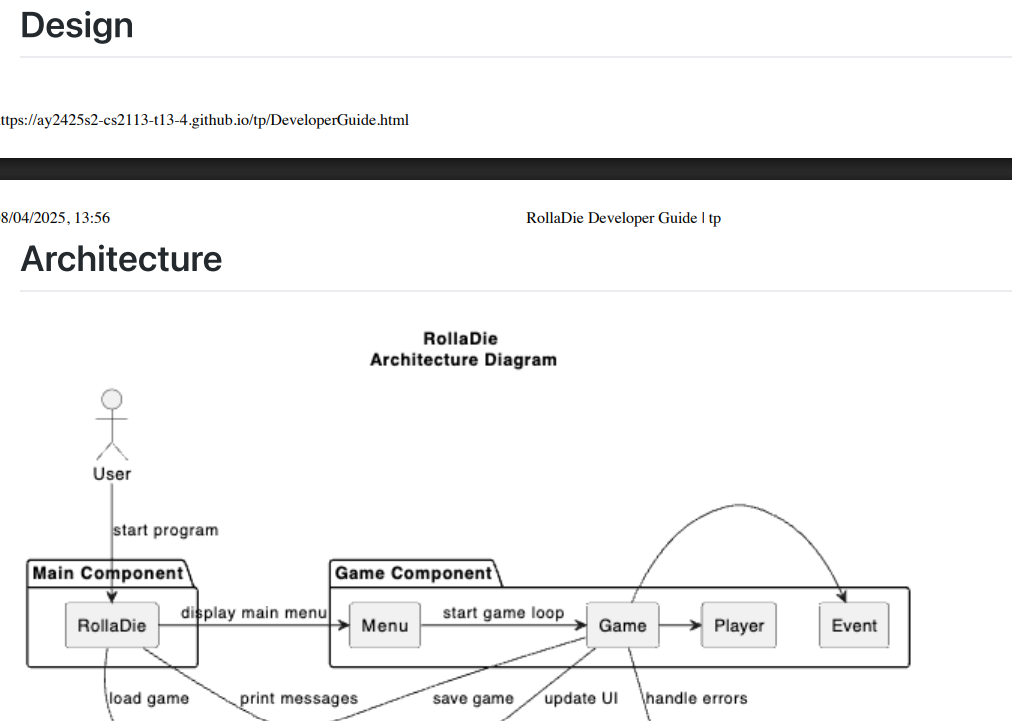 Design
ttps://ay2425s2-cs2113-t13-4.github.io/tp/DeveloperGuide.html
8/04/2025, 13:56
RollaDie Developer Guide | tp
Architecture
RollaDie
Architecture Diagram
User
start program
Main Component
Game Component
RollaDie
display main menu
Menu
start game loop
Game
Player
Event
load game
print messages
save game
update UI
handle errors